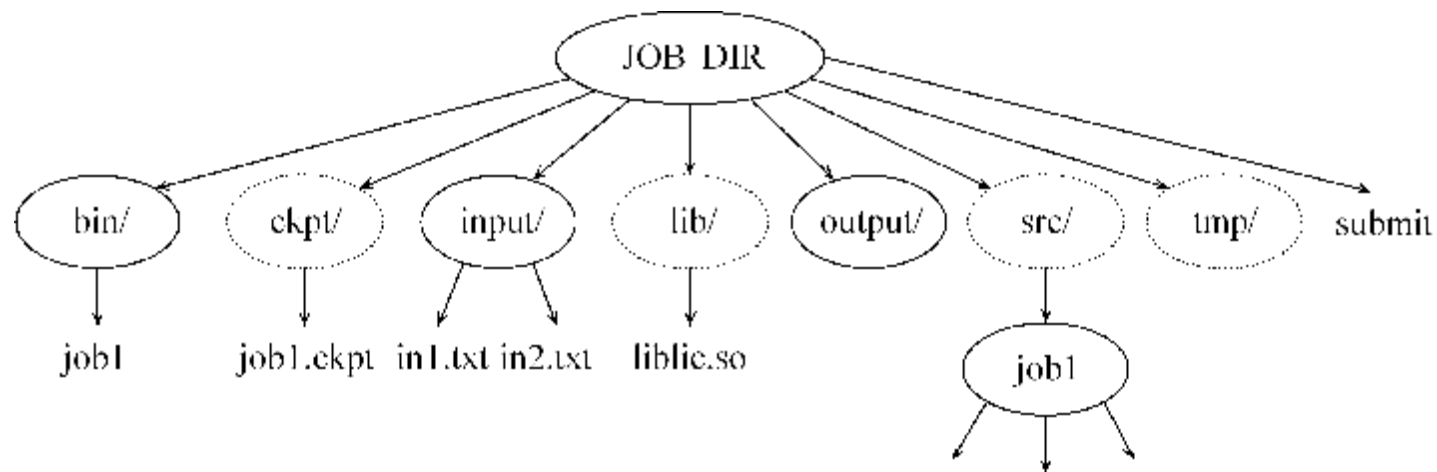 JOB DIR
bin/ ckpt/ input/ lib/ output/ src/ tmp/ submit
job1 job1.ckpt in1.txt in2.txt liblic.so
job1